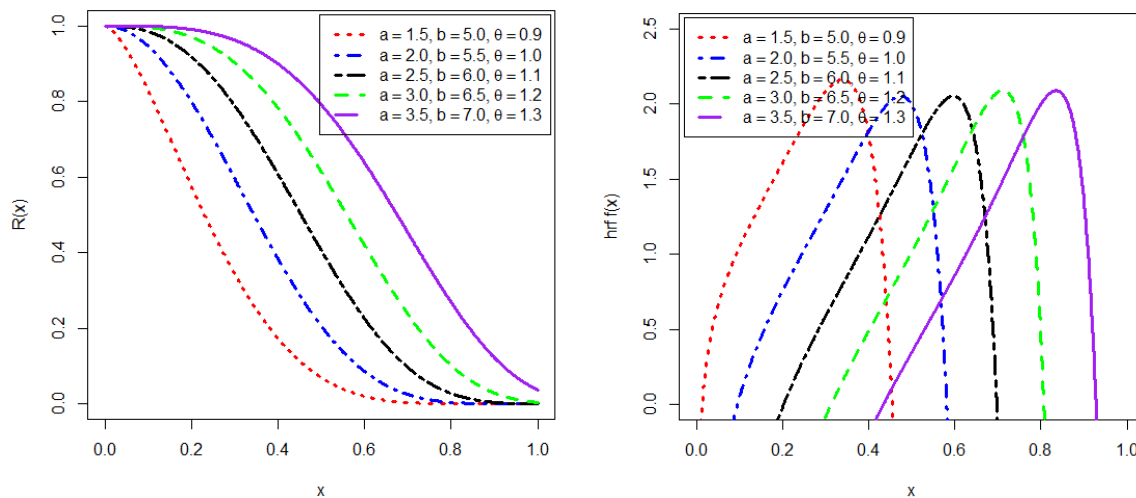 R(x)
1.0
0.8
0.6
0.4
0.2
0.0
a = 1.5, b = 5.0, θ = 0.9
a = 2.0, b = 5.5, θ = 1.0
a = 2.5, b = 6.0, θ = 1.1
a = 3.0, b = 6.5, θ = 1.2
a = 3.5, b = 7.0, θ = 1.3
0.0 0.2 0.4 0.6 0.8 1.0
x
hrf f(x)
2.5
2.0
1.5
1.0
0.5
0.0
a = 1.5, b = 5.0, θ = 0.9
a = 2.0, b = 5.5, θ = 1.0
a = 2.5, b = 6.0, θ = 1.1
a = 3.0, b = 6.5, θ = 1.2
a = 3.5, b = 7.0, θ = 1.3
0.0 0.2 0.4 0.6 0.8 1.0
x